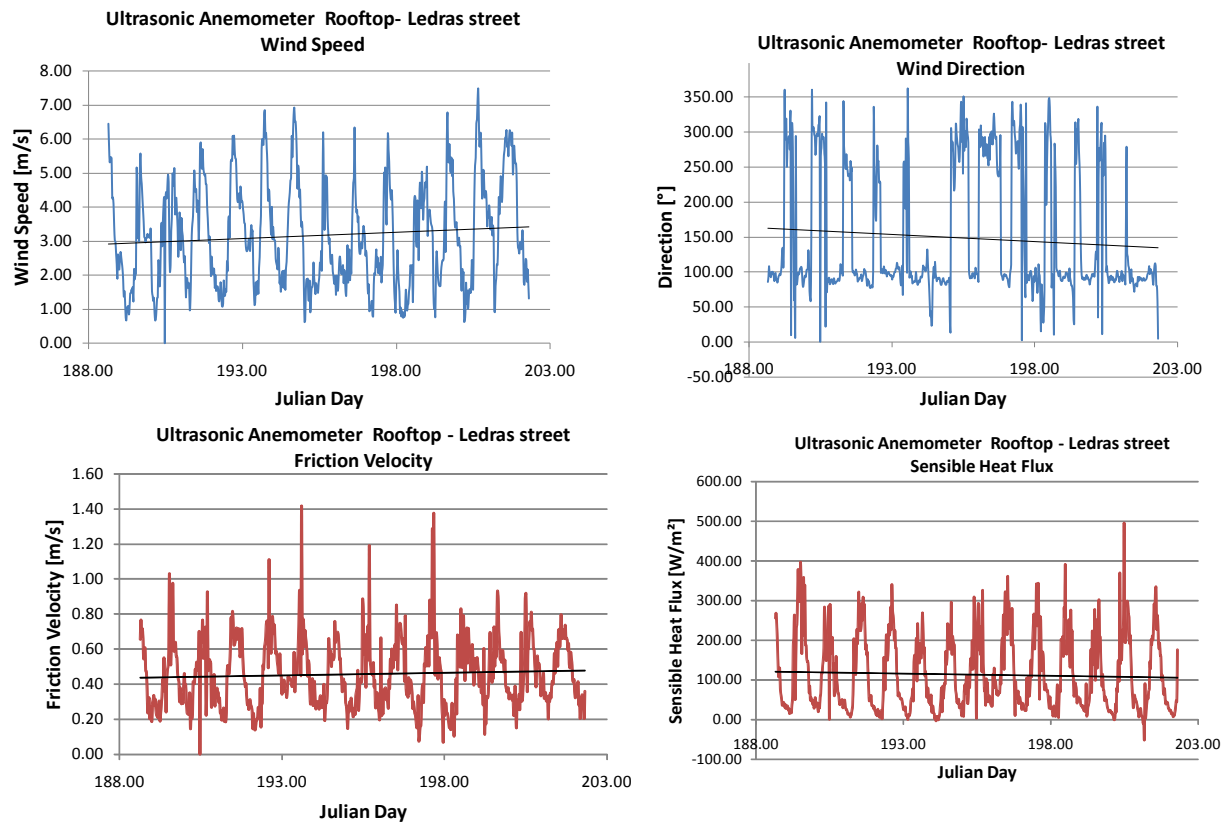 Ultrasonic Anemometer Rooftop- Ledras street
Wind Speed
8.00
7.00
6.00
5.00
4.00
3.00
2.00
1.00
0.00
Wind Speed [m/s]
188.00 193.00 198.00 203.00
Julian Day
Ultrasonic Anemometer Rooftop- Ledras street
Wind Direction
350.00
300.00
250.00
200.00
150.00
100.00
50.00
0.00
-50.00
Direction [°]
188.00 193.00 198.00 203.00
Julian Day
Ultrasonic Anemometer Rooftop - Ledras street
Friction Velocity
1.60
1.40
1.20
1.00
0.80
0.60
0.40
0.20
0.00
Friction Velocity [m/s]
188.00 193.00 198.00 203.00
Julian Day
Ultrasonic Anemometer Rooftop - Ledras street
Sensible Heat Flux
600.00
500.00
400.00
300.00
200.00
100.00
0.00
-100.00
Sensible Heat Flux [W/m²]
188.00 193.00 198.00 203.00
Julian Day